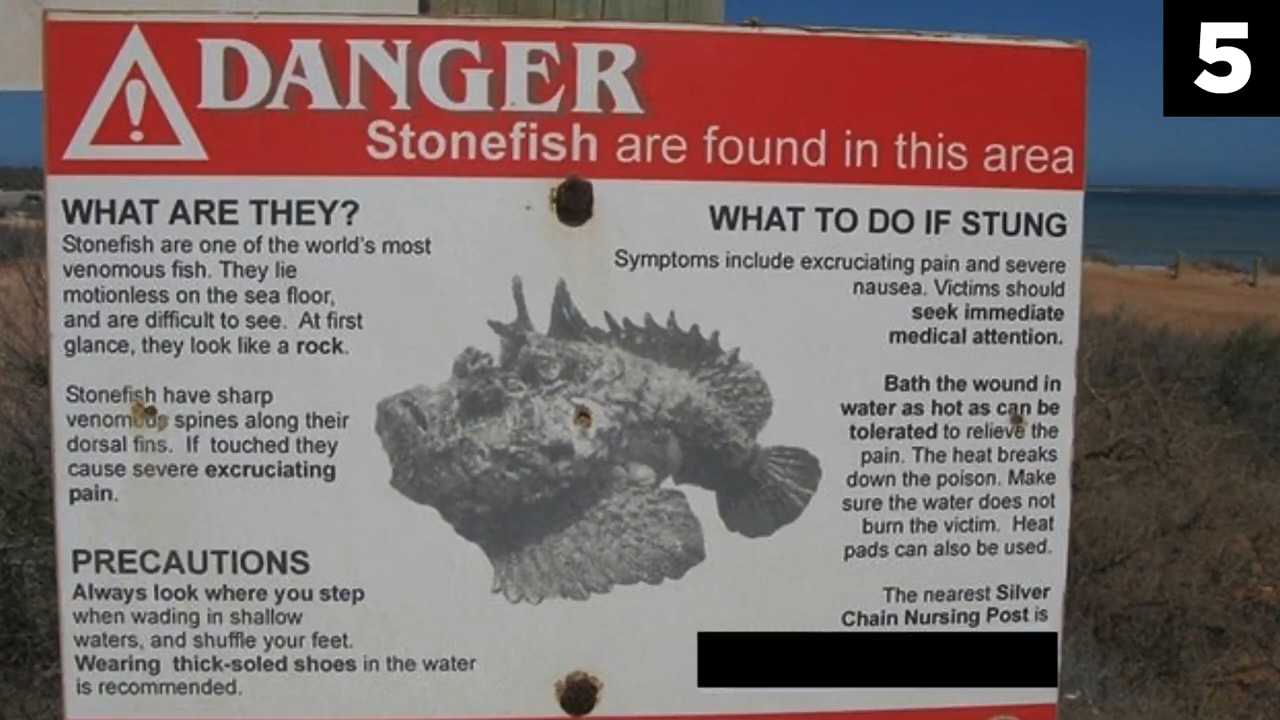 5
DANGER
Stonefish are found in this area
WHAT ARE THEY?
Stonefish are one of the world's most
venomous fish. They lie
motionless on the sea floor,
and are difficult to see. At first
glance, they look like a rock.
Stonefish have sharp
venomous spines along their
dorsal fins. If touched they
cause severe excruciating
pain.
PRECAUTIONS
Always look where you step
when wading in shallow
waters, and shuffle your feet.
Wearing thick-soled shoes in the water
is recommended.
WHAT TO DO IF STUNG
Symptoms include excruciating pain and severe
nausea. Victims should
seek immediate
medical attention.
Bath the wound in
water as hot as can be
tolerated to relieve the
pain. The heat breaks
down the poison. Make
sure the water does not
burn the victim. Heat
pads can also be used.
The nearest Silver
Chain Nursing Post is